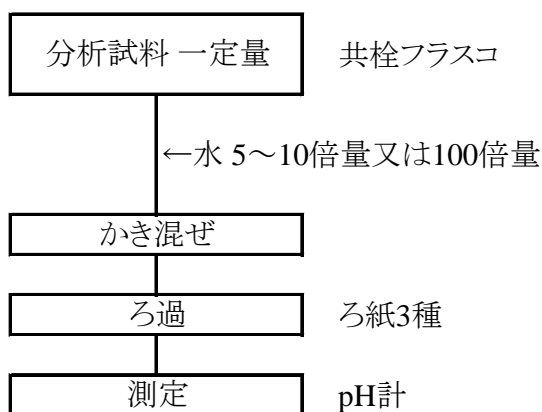 分析試料 一定量 共栓フラスコ
←水 5～10倍量又は100倍量
かき混ぜ
ろ過 ろ紙3種
測定 pH計